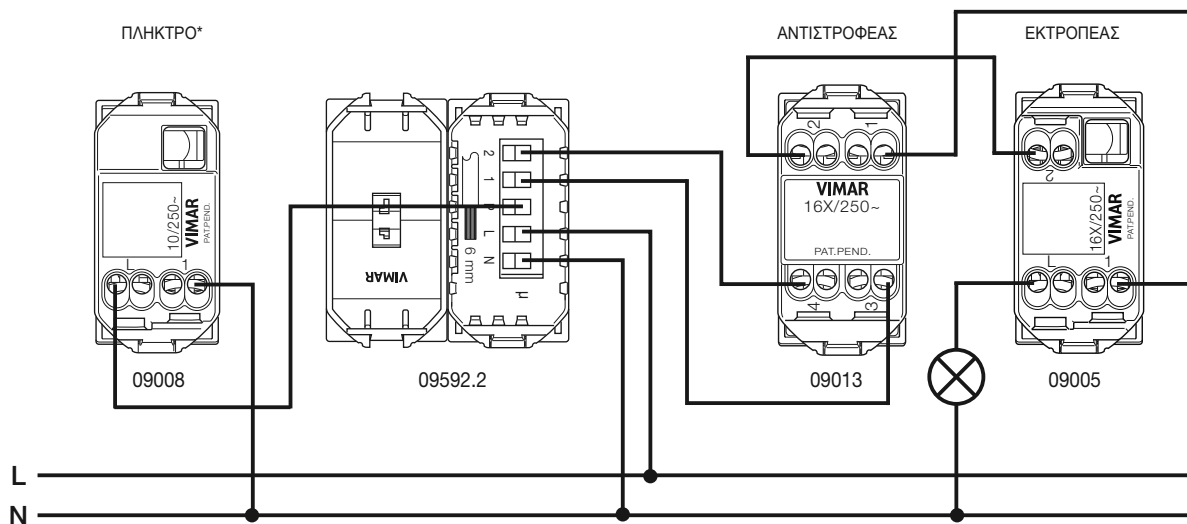 ΠΛΗΚΤΡΟ*
ΑΝΤΙΣΤΡΟΦΕΑΣ
ΕΚΤΡΟΠΕΑΣ
10/250~
VIMAR
PAT.PEND.
L
1
09008
VIMAR
2
1
P
L
N
6 mm
µ
09592.2
2
1
VIMAR
16X/250~
PAT.PEND.
4
3
09013
2
16X/250~
VIMAR
PAT.PEND.
L
1
09005
L
N